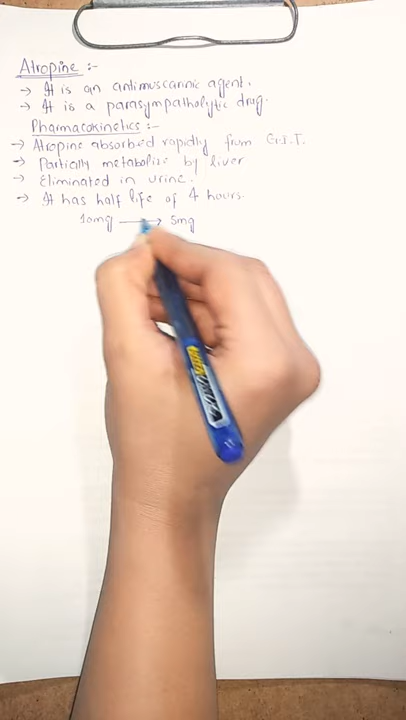 Atropine :-
→ It is an antimuscarinic agent.
→ It is a parasympatholytic drug.
Pharmacokinetics :-
→ Atropine absorbed rapidly from G.I.T.
→ Partially metabolize by liver
→ Eliminated in urine.
→ It has half life of 4 hours.
10mg → 5mg